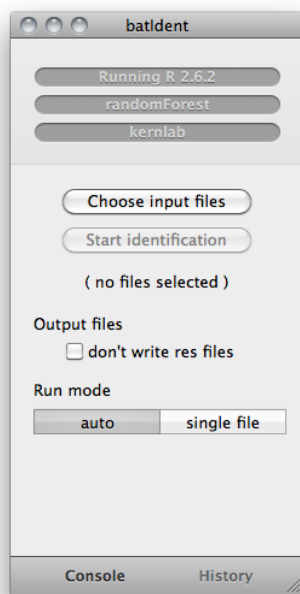 batIdent
Running R 2.6.2
randomForest
kernlab
Choose input files
Start identification
( no files selected )
Output files
don't write res files
Run mode
auto single file
Console History